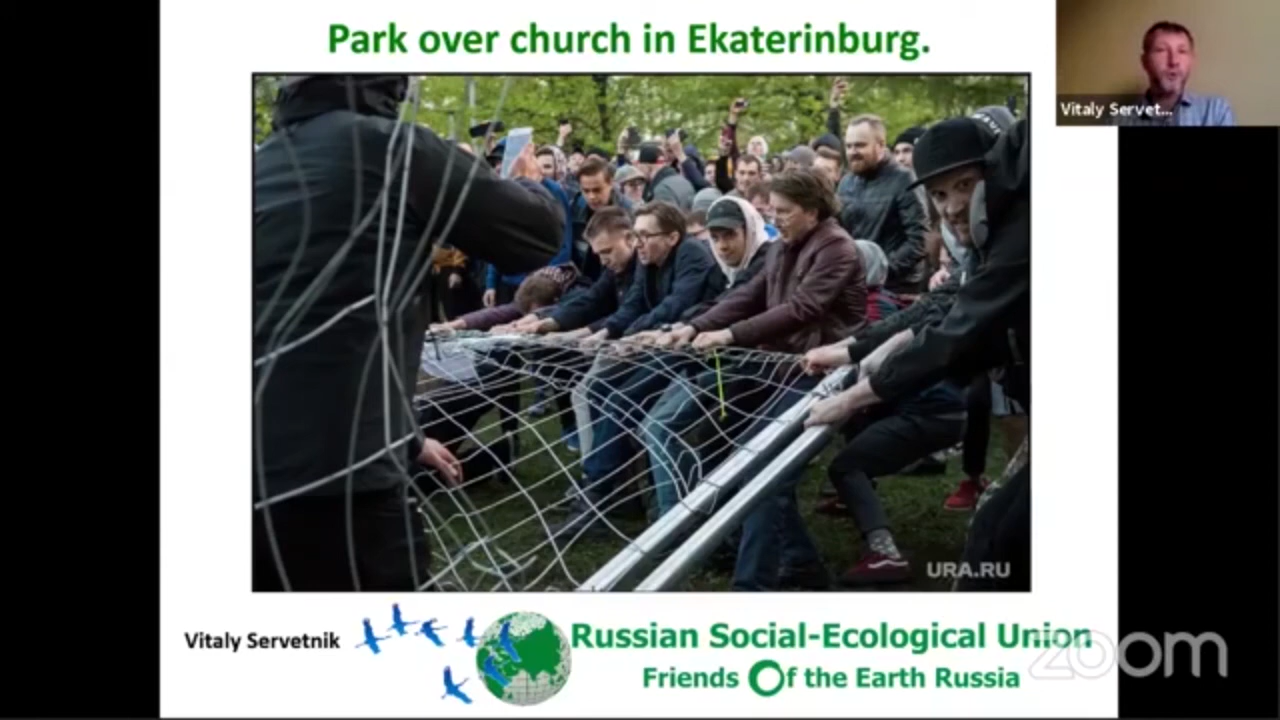 Park over church in Ekaterinburg.
Vitaly Servet...
URA.RU
Vitaly Servetnik
Russian Social-Ecological Union
Friends Of the Earth Russia
zoom